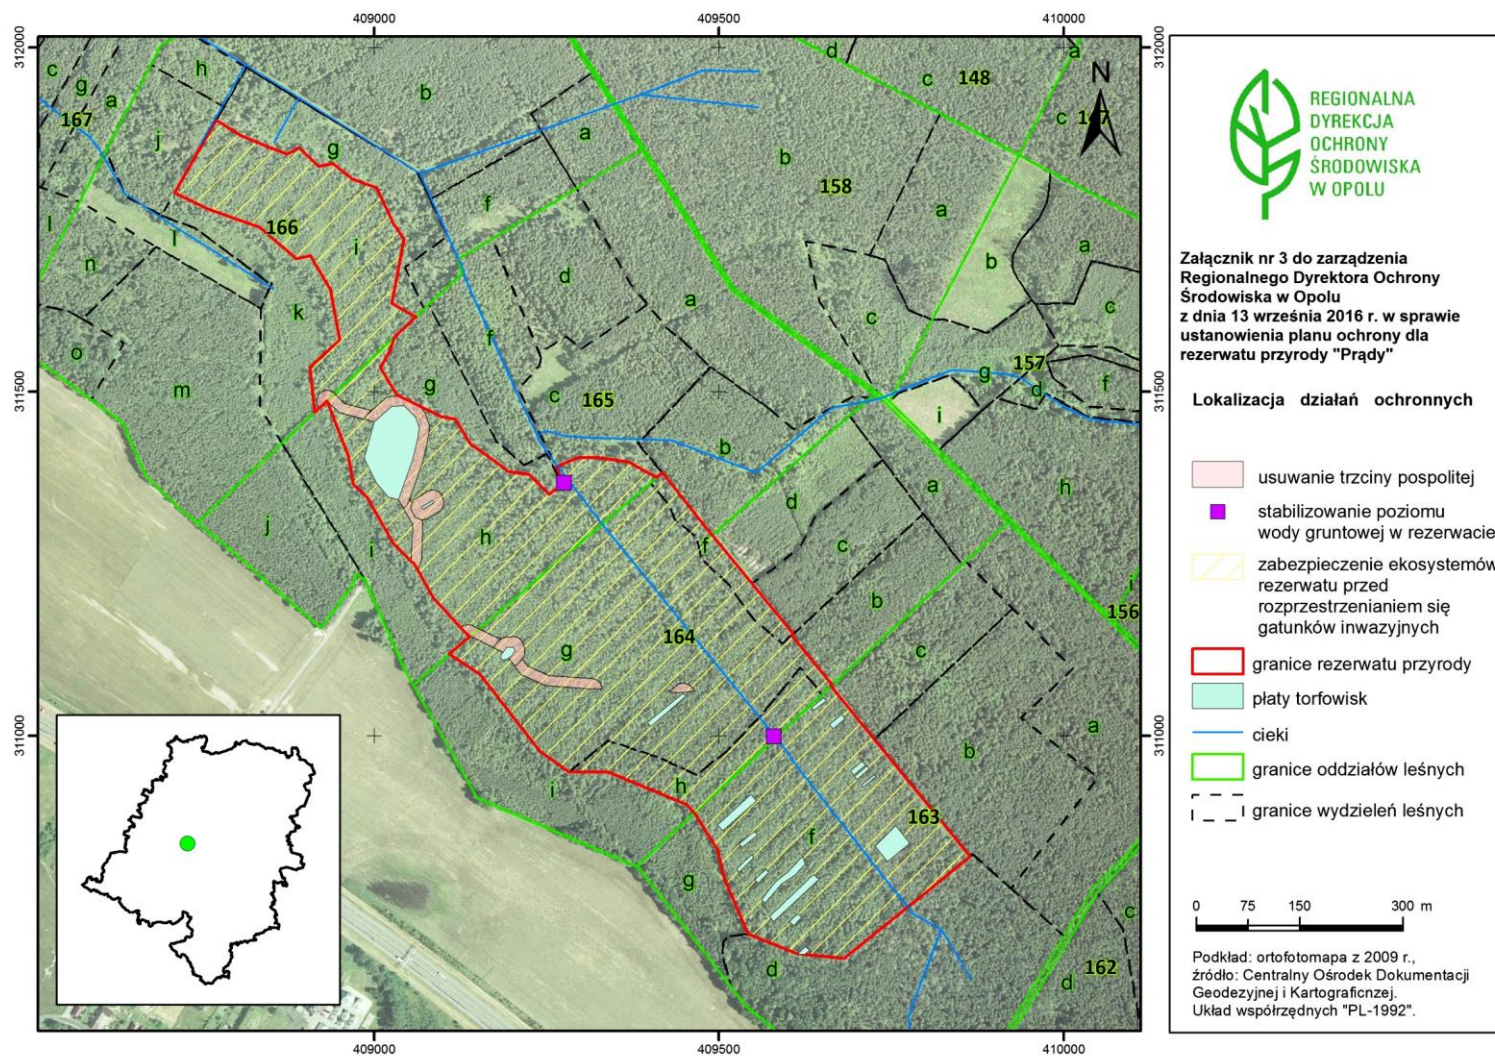 409000
409500
410000
312000
312000
311500
311500
311000
311000
409000
409500
410000
N
c
g
a
h
167
j
b
g
a
d
c
148
a
c
147
b
158
a
f
l
n
l
166
i
d
a
b
a
c
c
k
o
m
f
g
c
165
157
g
d
f
i
b
d
a
h
j
i
h
f
c
b
i
156
164
g
c
a
b
i
h
f
163
g
d
c
162
d
REGIONALNA
DYREKCJA
OCHRONY
ŚRODOWISKA
W OPOLU
Załącznik nr 3 do zarządzenia
Regionalnego Dyrektora Ochrony
Środowiska w Opolu
z dnia 13 września 2016 r. w sprawie
ustanowienia planu ochrony dla
rezerwatu przyrody "Prądy"
Lokalizacja działań ochronnych
usuwanie trzciny pospolitej
stabilizowanie poziomu
wody gruntowej w rezerwacie
zabezpieczenie ekosystemów
rezerwatu przed
rozprzestrzenianiem się
gatunków inwazyjnych
granice rezerwatu przyrody
płaty torfowisk
cieki
granice oddziałów leśnych
granice wydzieleń leśnych
0 75 150 300 m
Podkład: ortofotomapa z 2009 r.,
źródło: Centralny Ośrodek Dokumentacji
Geodezyjnej i Kartograficznzej.
Układ współrzędnych "PL-1992".